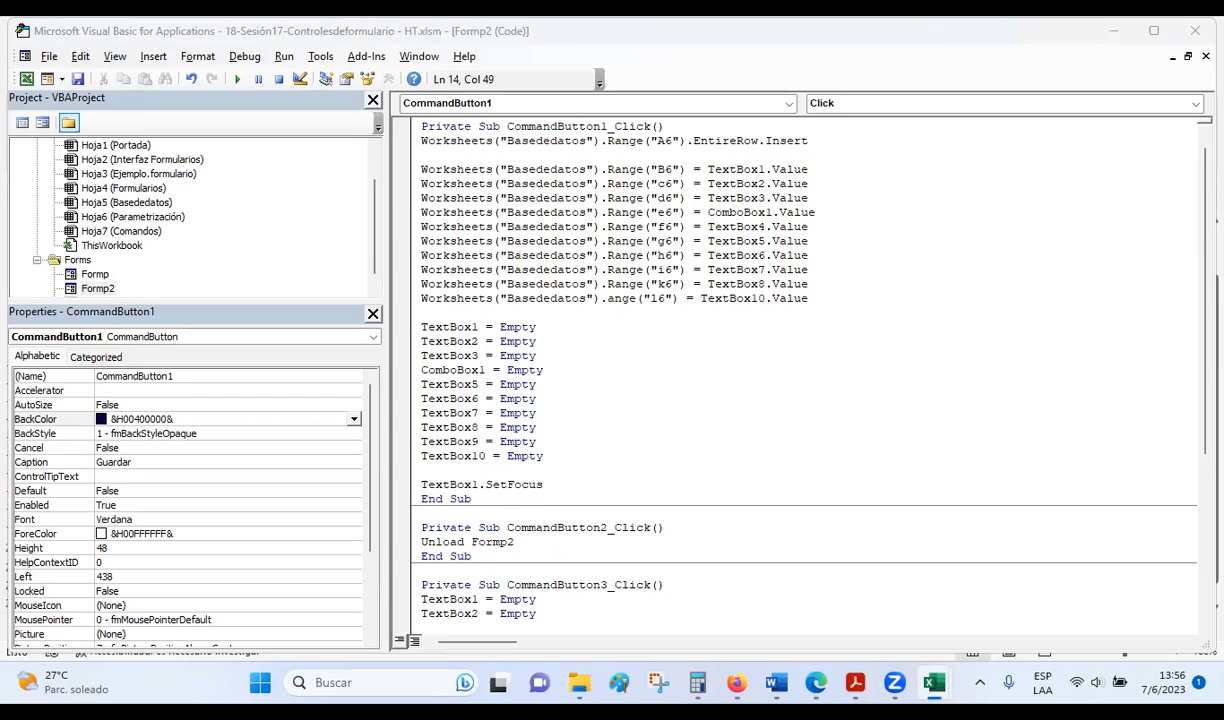 Microsoft Visual Basic for Applications - 18-Sesión17-Controlesdeformulario - HT.xlsm - [Formp2 (Code)]
File Edit View Insert Format Debug Run Tools Add-Ins Window Help
Ln 14, Col 49
Project - VBAProject
CommandButton1 Click
Hoja1 (Portada)
Hoja2 (Interfaz Formularios)
Hoja3 (Ejemplo.formulario)
Hoja4 (Formularios)
Hoja5 (Basededatos)
Hoja6 (Parametrización)
Hoja7 (Comandos)
ThisWorkbook
Forms
Formp
Formp2
Properties - CommandButton1
CommandButton1 CommandButton
Alphabetic Categorized
(Name) CommandButton1
Accelerator
AutoSize False
BackColor &H00400000&
BackStyle 1 - fmBackStyleOpaque
Cancel False
Caption Guardar
ControlTipText
Default False
Enabled True
Font Verdana
ForeColor &H00FFFFFF&
Height 48
HelpContextID 0
Left 438
Locked False
MouseIcon (None)
MousePointer 0 - fmMousePointerDefault
Picture (None)
Private Sub CommandButton1_Click()
Worksheets("Basededatos").Range("A6").EntireRow.Insert
Worksheets("Basededatos").Range("B6") = TextBox1.Value
Worksheets("Basededatos").Range("c6") = TextBox2.Value
Worksheets("Basededatos").Range("d6") = TextBox3.Value
Worksheets("Basededatos").Range("e6") = ComboBox1.Value
Worksheets("Basededatos").Range("f6") = TextBox4.Value
Worksheets("Basededatos").Range("g6") = TextBox5.Value
Worksheets("Basededatos").Range("h6") = TextBox6.Value
Worksheets("Basededatos").Range("i6") = TextBox7.Value
Worksheets("Basededatos").Range("k6") = TextBox8.Value
Worksheets("Basededatos").ange("l6") = TextBox10.Value
TextBox1 = Empty
TextBox2 = Empty
TextBox3 = Empty
ComboBox1 = Empty
TextBox5 = Empty
TextBox6 = Empty
TextBox7 = Empty
TextBox8 = Empty
TextBox9 = Empty
TextBox10 = Empty
TextBox1.SetFocus
End Sub
Private Sub CommandButton2_Click()
Unload Formp2
End Sub
Private Sub CommandButton3_Click()
TextBox1 = Empty
TextBox2 = Empty
27°C
Parc. soleado
Buscar
ESP
LAA
13:56
7/6/2023
1